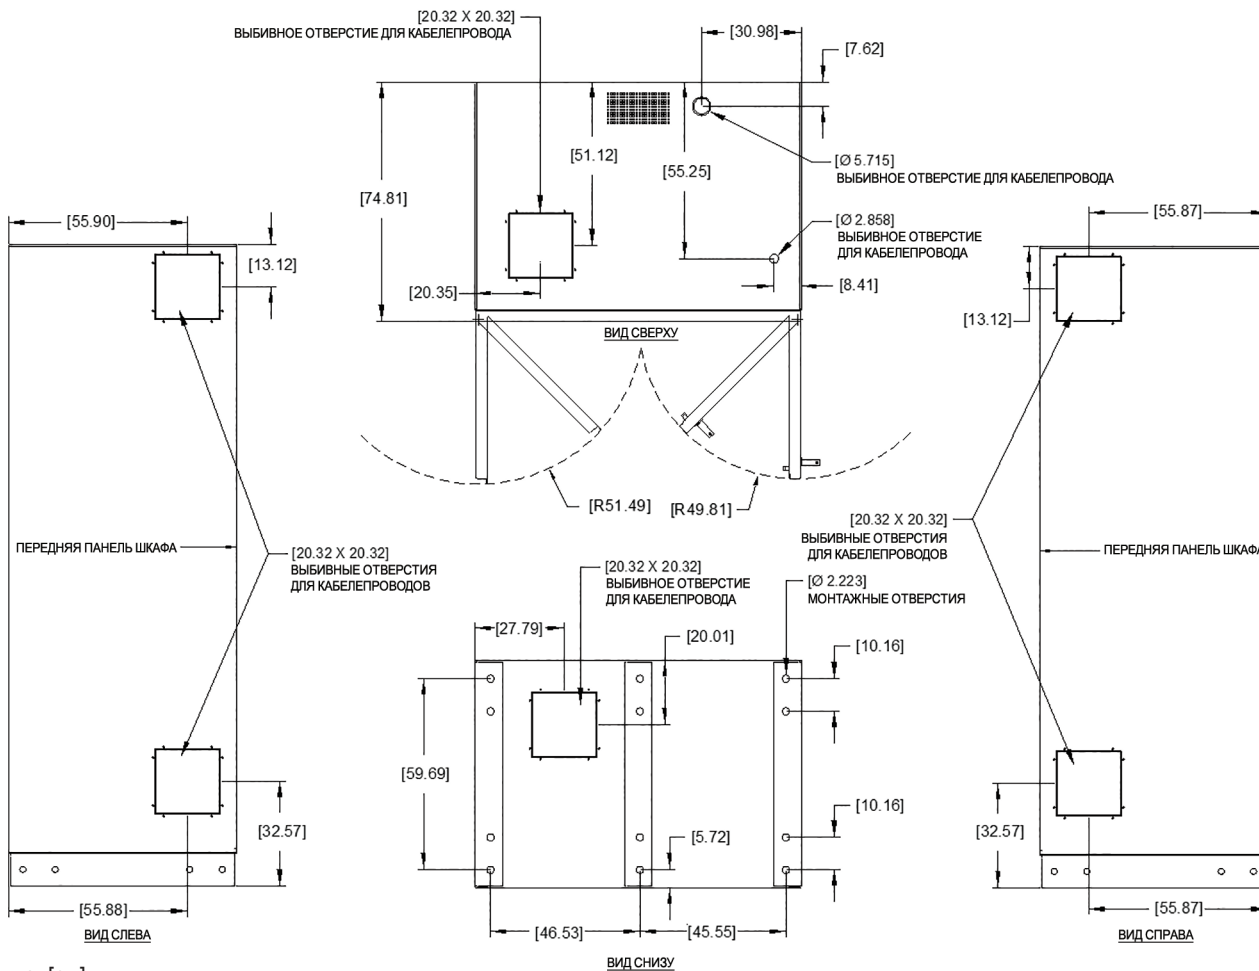 [20.32 X 20.32]
ВЫБИВНОЕ ОТВЕРСТИЕ ДЛЯ КАБЕЛЕПРОВОДА
[30.98]
[7.62]
[51.12]
[55.25]
[74.81]
[Ø 5.715]
ВЫБИВНОЕ ОТВЕРСТИЕ ДЛЯ КАБЕЛЕПРОВОДА
[Ø 2.858]
ВЫБИВНОЕ ОТВЕРСТИЕ
ДЛЯ КАБЕЛЕПРОВОДА
[20.35]
[8.41]
ВИД СВЕРХУ
[R51.49]
[R49.81]
[55.90]
[13.12]
ПЕРЕДНЯЯ ПАНЕЛЬ ШКАФА
[20.32 X 20.32]
ВЫБИВНЫЕ ОТВЕРСТИЯ
ДЛЯ КАБЕЛЕПРОВОДОВ
[32.57]
[55.88]
ВИД СЛЕВА
[20.32 X 20.32]
ВЫБИВНОЕ ОТВЕРСТИЕ
ДЛЯ КАБЕЛЕПРОВОДА
[Ø 2.223]
МОНТАЖНЫЕ ОТВЕРСТИЯ
[27.79]
[20.01]
[10.16]
[59.69]
[10.16]
[5.72]
[46.53]
[45.55]
ВИД СНИЗУ
[55.87]
[13.12]
[20.32 X 20.32]
ВЫБИВНЫЕ ОТВЕРСТИЯ
ДЛЯ КАБЕЛЕПРОВОДОВ
ПЕРЕДНЯЯ ПАНЕЛЬ ШКАФА
[32.57]
[55.87]
ВИД СПРАВА